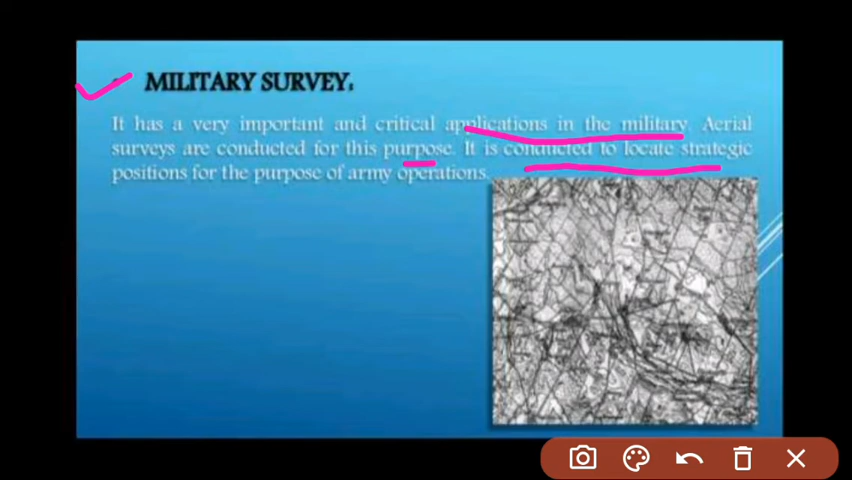 MILITARY SURVEY:
It has a very important and critical applications in the military. Aerial
surveys are conducted for this purpose. It is conducted to locate strategic
positions for the purpose of army operations.